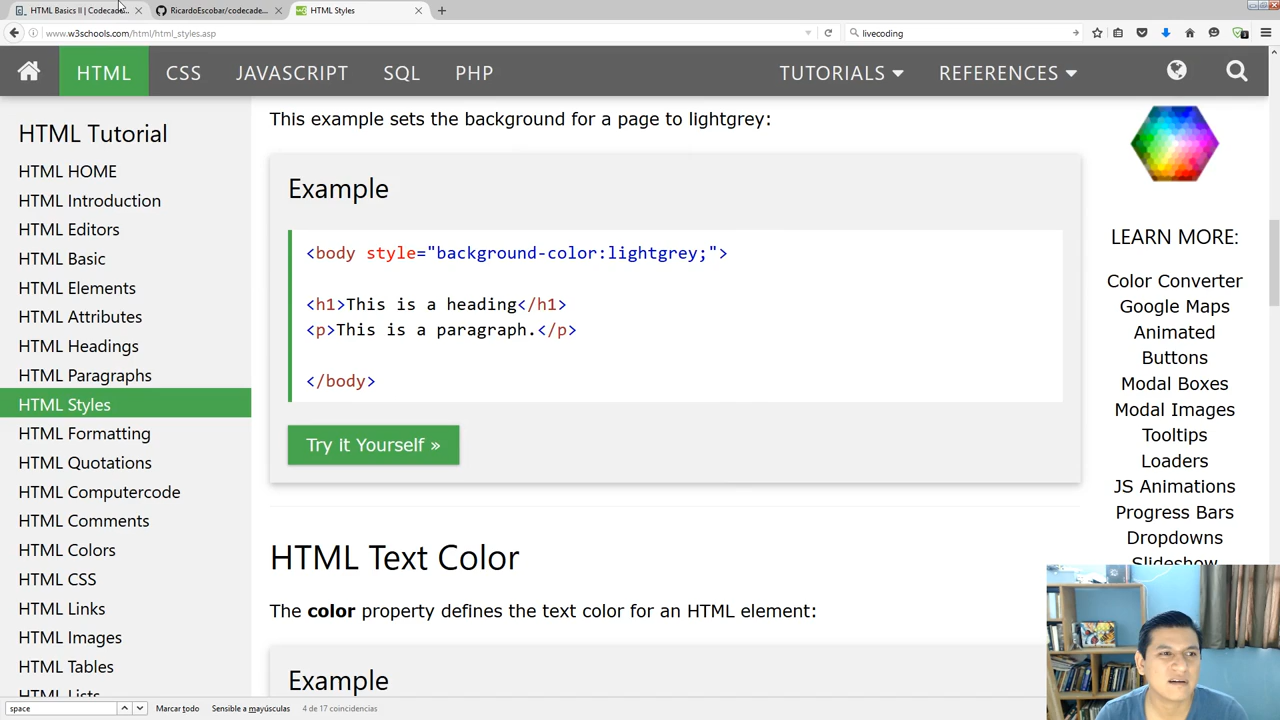 HTML Basics II | Codecade...
RicardoEscobar/codecade...
HTML Styles
www.w3schools.com/html/html_styles.asp
livecoding
HTML CSS JAVASCRIPT SQL PHP TUTORIALS REFERENCES
HTML Tutorial
HTML HOME
HTML Introduction
HTML Editors
HTML Basic
HTML Elements
HTML Attributes
HTML Headings
HTML Paragraphs
HTML Styles
HTML Formatting
HTML Quotations
HTML Computercode
HTML Comments
HTML Colors
HTML CSS
HTML Links
HTML Images
HTML Tables
HTML Lists
This example sets the background for a page to lightgrey:
Example
<body style="background-color:lightgrey;">
<h1>This is a heading</h1>
<p>This is a paragraph.</p>
</body>
Try it Yourself »
HTML Text Color
The color property defines the text color for an HTML element:
Example
LEARN MORE:
Color Converter
Google Maps
Animated
Buttons
Modal Boxes
Modal Images
Tooltips
Loaders
JS Animations
Progress Bars
Dropdowns
Slideshow
space
Marcar todo
Sensible a mayúsculas
4 de 17 coincidencias